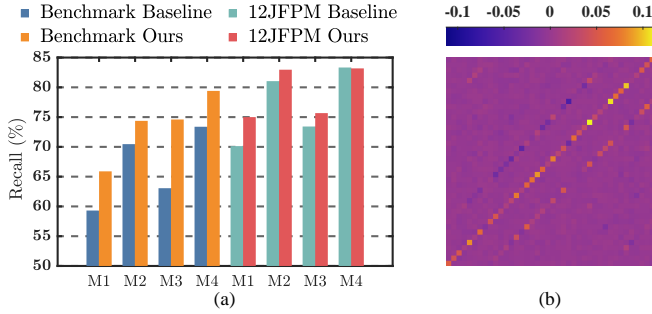 Benchmark Baseline 12JFPM Baseline
Benchmark Ours 12JFPM Ours
-0.1 -0.05 0 0.05 0.1
85
80
75
70
65
60
55
50
Recall (%)
M1 M2 M3 M4 M1 M2 M3 M4
(a) (b)